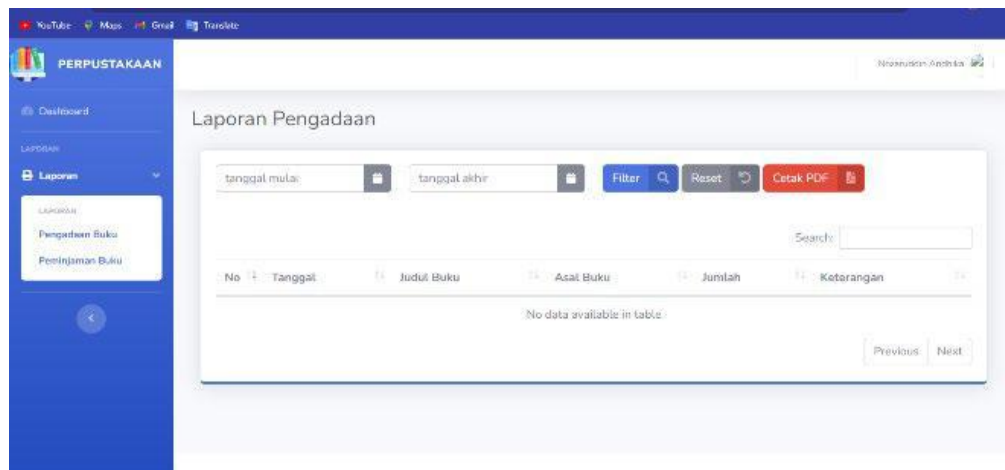 YouTube Maps Gmail Translate
PERPUSTAKAAN
Dashboard
LAPORAN
Laporan
LAPORAN
Pengadaan Buku
Peminjaman Buku
Laporan Pengadaan
tanggal mulai tanggal akhir Filter Reset Cetak PDF
Search:
No Tanggal Judul Buku Asal Buku Jumlah Keterangan
No data available in table
Previous Next